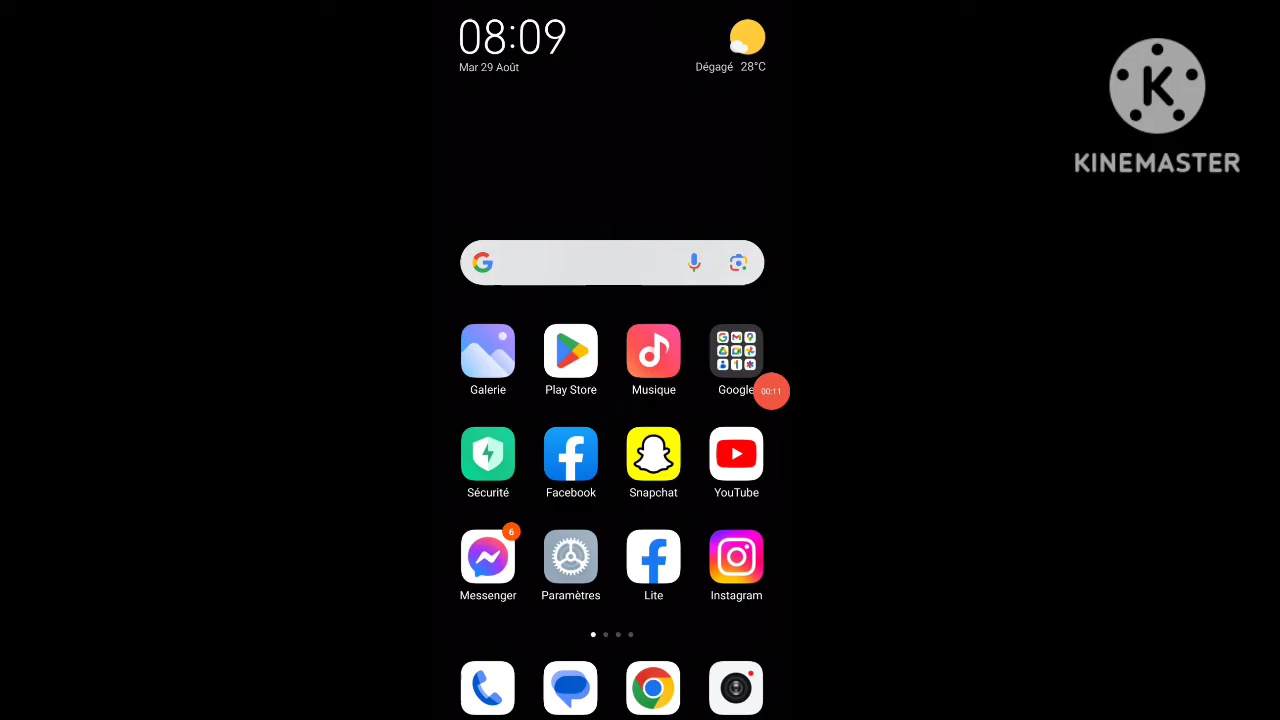 08:09
Mar 29 Août
Dégagé 28°C
K
KINEMASTER
Galerie
Play Store
Musique
Google
00:11
Sécurité
Facebook
Snapchat
YouTube
6
Messenger
Paramètres
Lite
Instagram